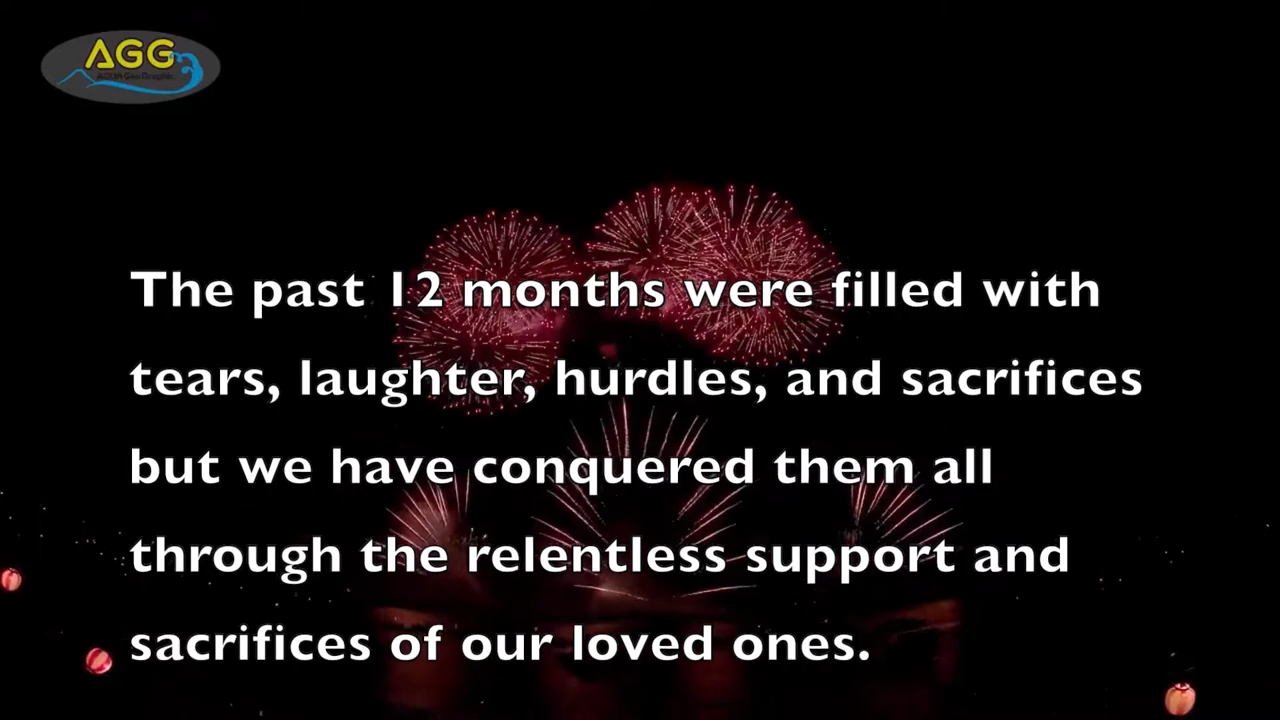 AGG
The past 12 months were filled with
tears, laughter, hurdles, and sacrifices
but we have conquered them all
through the relentless support and
sacrifices of our loved ones.